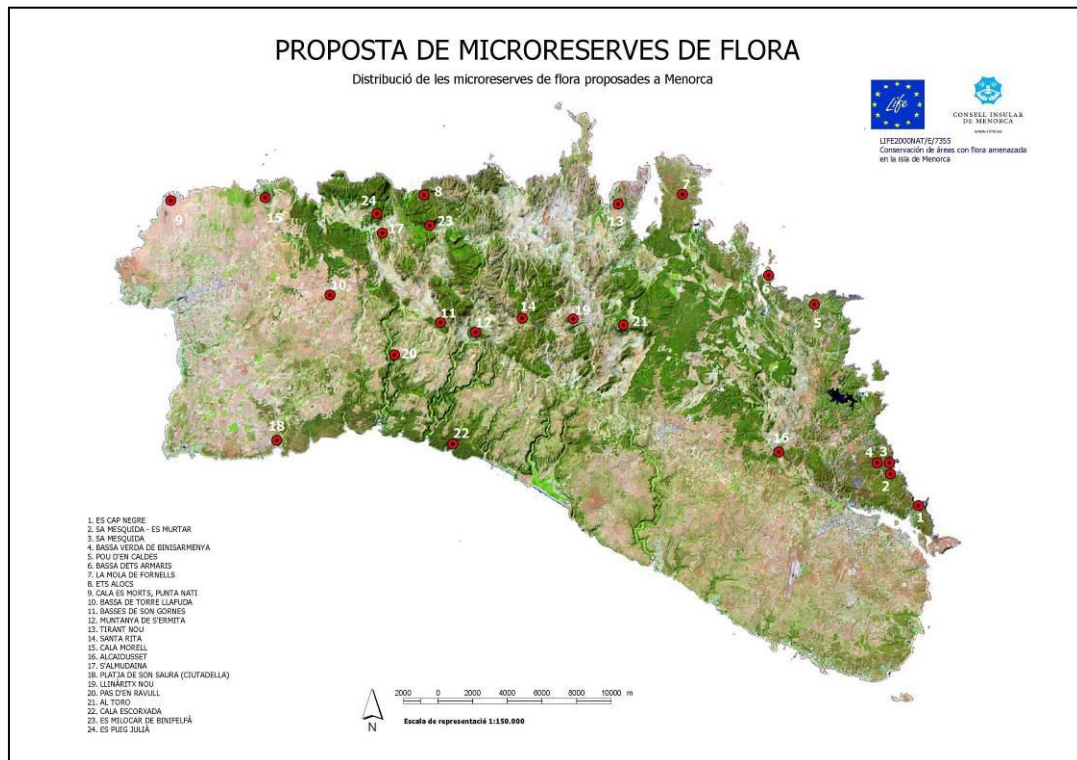 PROPOSTA DE MICRORESERVES DE FLORA
Distribució de les microreserves de flora proposades a Menorca
Life
CONSELL INSULAR
DE MENORCA
LIFE2000NAT/E/7355
Conservación de áreas con flora amenazada
en la isla de Menorca
8
7
9
15
24
13
23
17
6
10
5
14
19
11
12
21
20
18
22
16
4
3
2
1
1. ES CAP NEGRE
2. SA MESQUIDA - ES MURTAR
3. SA MESQUIDA
4. BASSA VERDA DE BINISARMENYA
5. POU D'EN CALDES
6. BASSA DETS ARMARIS
7. LA MOLA DE FORNELLS
8. ETS ALOCS
9. CALA ES MORTS, PUNTA NATI
10. BASSA DE TORRE LLAFUDA
11. BASSES DE SON GORNES
12. MUNTANYA DE S'ERMITA
13. TIRANT NOU
14. SANTA RITA
15. CALA MORELL
16. ALCAIDUSSET
17. S'ALMUDAINA
18. PLATJA DE SON SAURA (CIUTADELLA)
19. LLINÀRITX NOU
20. PAS D'EN RAVULL
21. AL TORO
22. CALA ESCORXADA
23. ES MILOCAR DE BINIFELFÀ
24. ES PUIG JULIÀ
2000 0 2000 4000 6000 8000 10000 m
N
Escala de representació 1:150.000